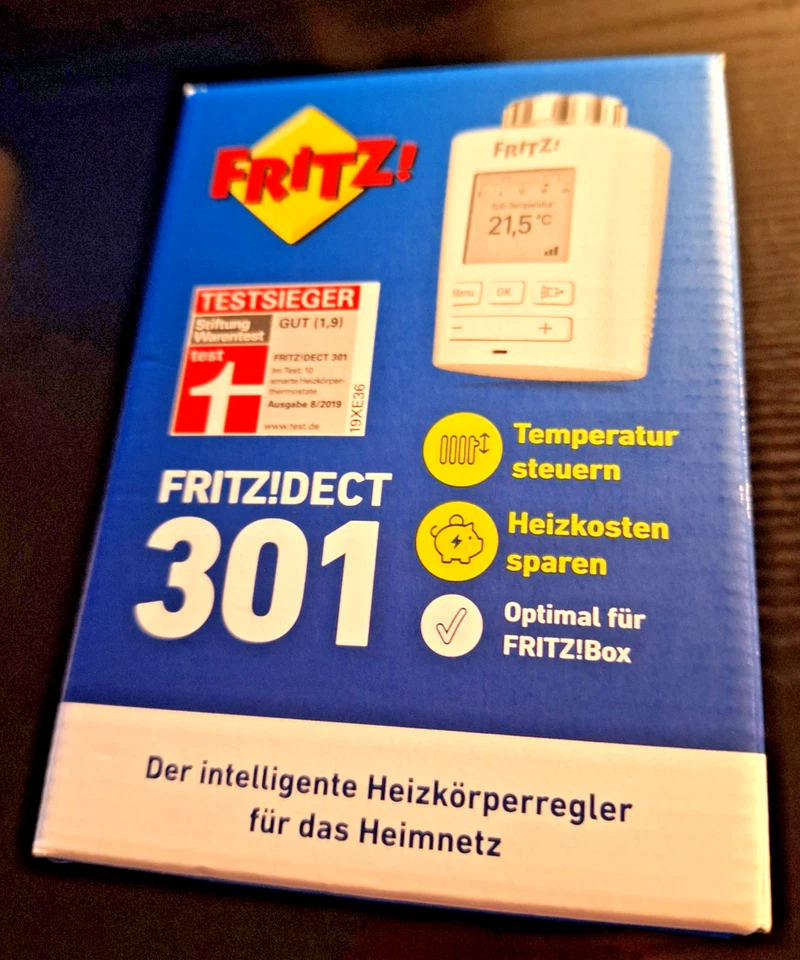 FRITZ!
FRITZ!
Soll-Temperatur
21,5 °C
Menu
OK
−
+
TESTSIEGER
Stiftung
Warentest
GUT (1,9)
test
1
FRITZ!DECT 301
Im Test: 10
smarte Heizkörper-
thermostate
Ausgabe 8/2019
www.test.de
19XE36
FRITZ!DECT
301
Temperatur
steuern
Heizkosten
sparen
Optimal für
FRITZ!Box
Der intelligente Heizkörperregler
für das Heimnetz